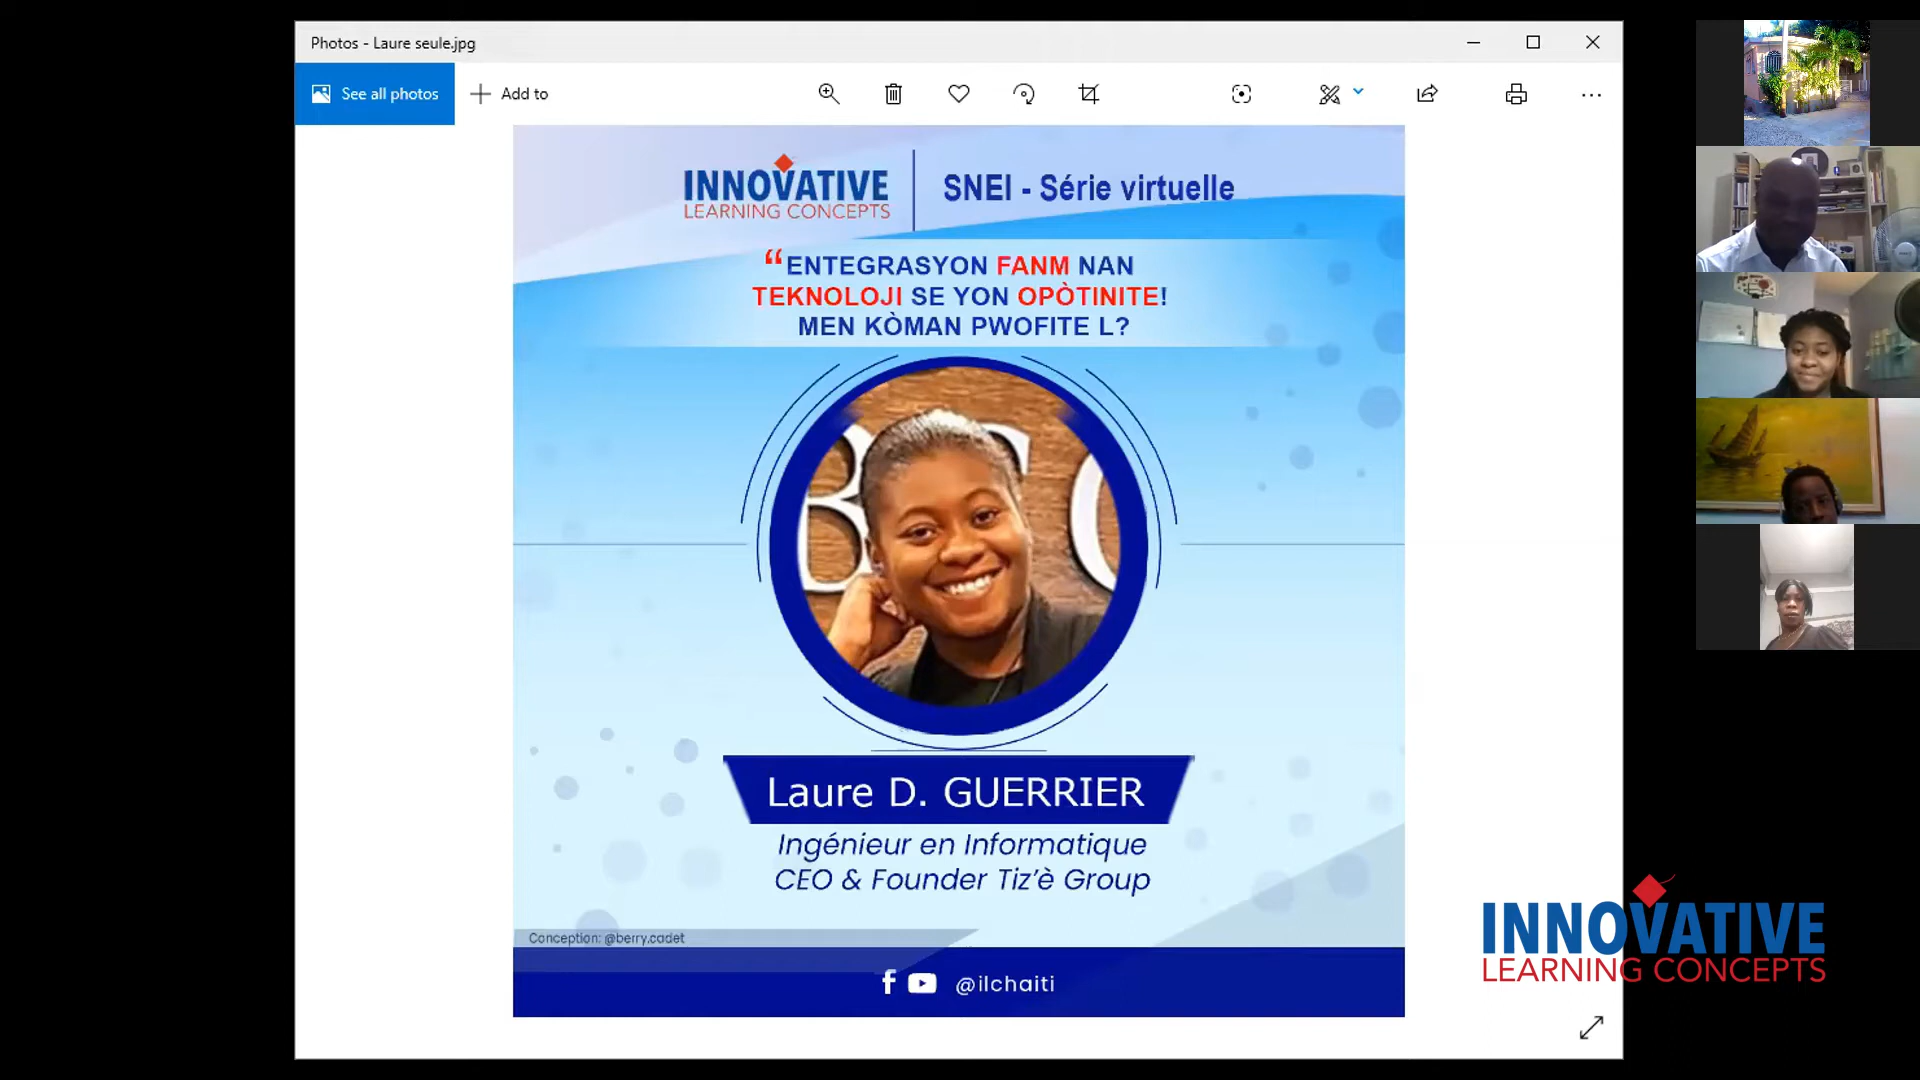 Photos - Laure seule.jpg
See all photos
Add to
INNOVATIVE
LEARNING CONCEPTS
SNEI - Série virtuelle
“ENTEGRASYON FANM NAN
TEKNOLOJI SE YON OPÒTINITE!
MEN KÒMAN PWOFITE L?
Laure D. GUERRIER
Ingénieur en Informatique
CEO & Founder Tiz’è Group
Conception: @berry.cadet
@ilchaiti
INNOVATIVE
LEARNING CONCEPTS